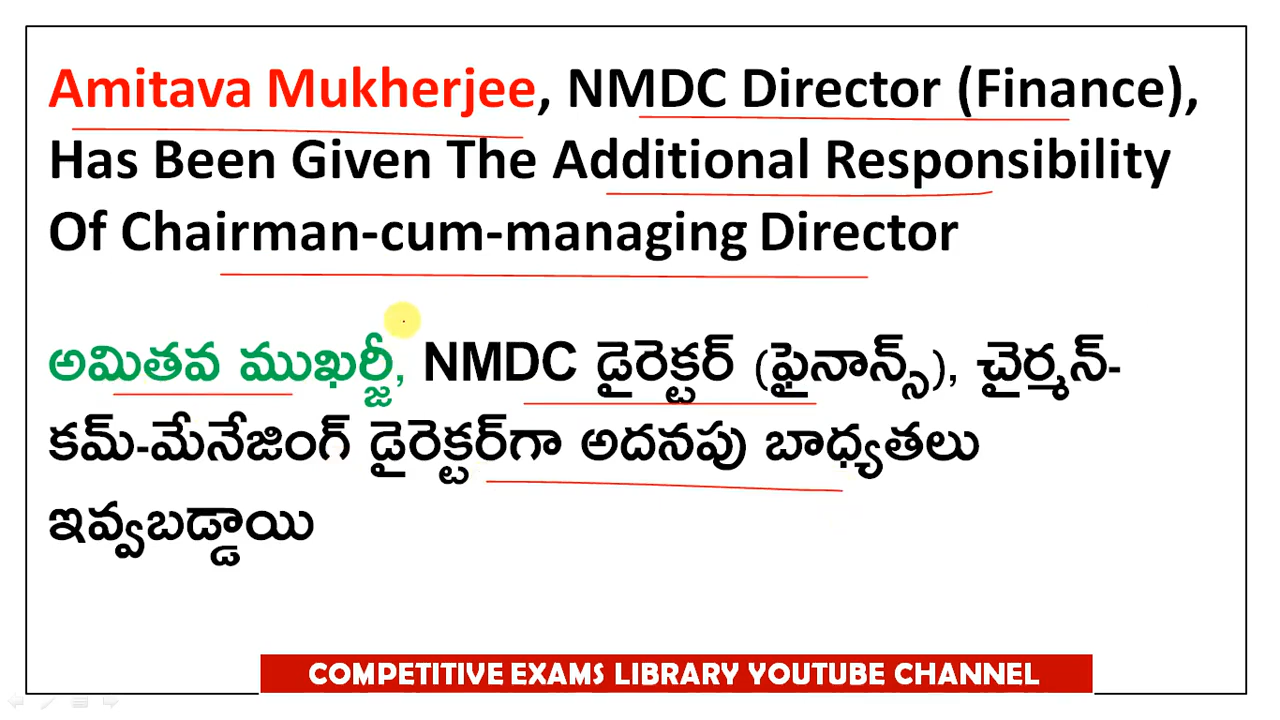 Amitava Mukherjee, NMDC Director (Finance),
Has Been Given The Additional Responsibility
Of Chairman-cum-managing Director
అమితవ ముఖర్జీ, NMDC డైరెక్టర్ (ఫైనాన్స్), చైర్మన్-
కమ్-మేనేజింగ్ డైరెక్టర్‌గా అదనపు బాధ్యతలు
ఇవ్వబడ్డాయి
COMPETITIVE EXAMS LIBRARY YOUTUBE CHANNEL